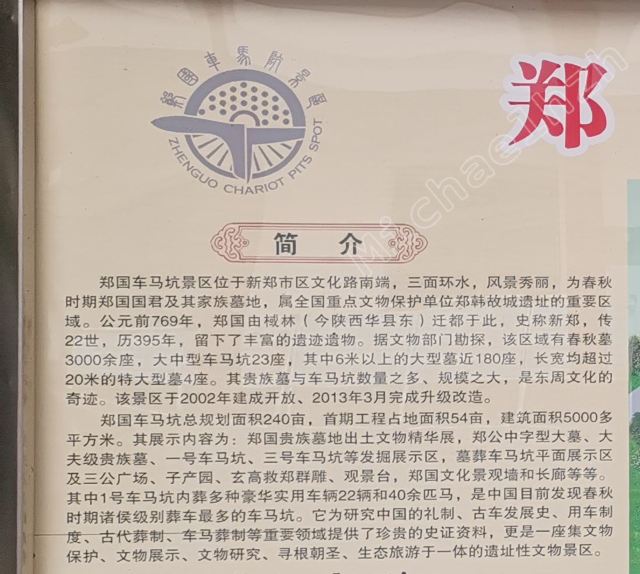 郑国车马坑景区
ZHENGUO CHARIOT PITS SPOT
郑
简 介
郑国车马坑景区位于新郑市区文化路南端，三面环水，风景秀丽，为春秋
时期郑国国君及其家族墓地，属全国重点文物保护单位郑韩故城遗址的重要区
域。公元前769年，郑国由棫林（今陕西华县东）迁都于此，史称新郑，传
22世，历395年，留下了丰富的遗迹遗物。据文物部门勘探，该区域有春秋墓
3000余座，大中型车马坑23座，其中6米以上的大型墓近180座，长宽均超过
20米的特大型墓4座。其贵族墓与车马坑数量之多、规模之大，是东周文化的
奇迹。该景区于2002年建成开放、2013年3月完成升级改造。
郑国车马坑总规划面积240亩，首期工程占地面积54亩，建筑面积5000多
平方米。其展示内容为：郑国贵族墓地出土文物精华展，郑公中字型大墓、大
夫级贵族墓、一号车马坑、三号车马坑等发掘展示区，墓葬车马坑平面展示区
及三公广场、子产园、玄高救郑群雕、观景台，郑国文化景观墙和长廊等等。
其中1号车马坑内葬多种豪华实用车辆22辆和40余匹马，是中国目前发现春秋
时期诸侯级别葬车最多的车马坑。它为研究中国的礼制、古车发展史、用车制
度、古代葬制、车马葬制等重要领域提供了珍贵的史证资料，更是一座集文物
保护、文物展示、文物研究、寻根朝圣、生态旅游于一体的遗址性文物景区。